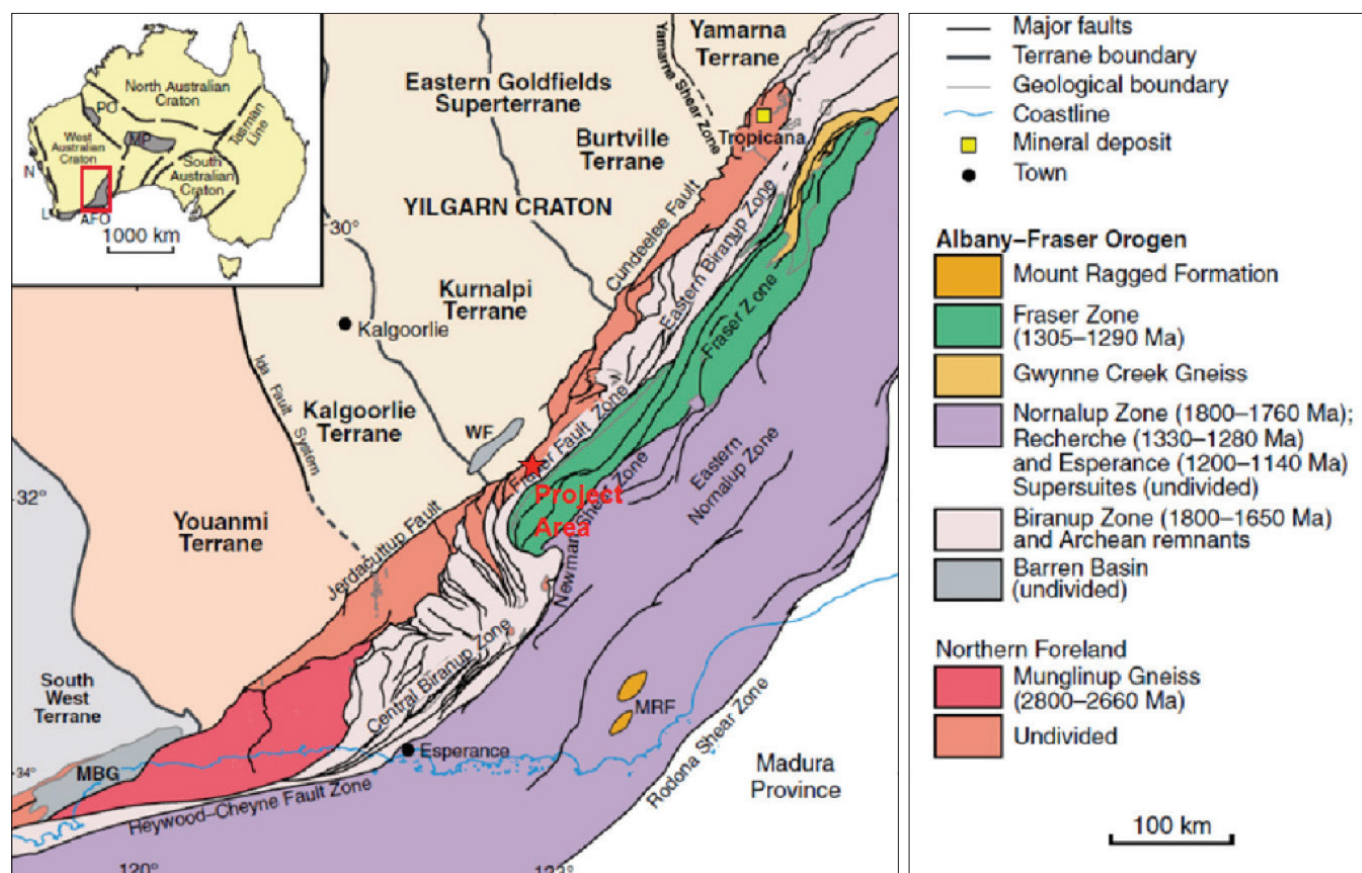 North Australian
Craton
PO
West
Australian
Craton
MP
Tasman
Line
South
Australian
Craton
N
L
AFO
1000 km
Yamarna
Terrane
Yamarna Shear Zone
Eastern Goldfields
Superterrane
Burtville
Terrane
Tropicana
YILGARN CRATON
30°
Cundeelee Fault
Eastern Biranup Zone
Kurnalpi
Terrane
Kalgoorlie
Fraser Zone
Ida Fault System
Kalgoorlie
Terrane
WF
Fraser Fault Zone
Project
Area
32°
Eastern
Nornalup Zone
Youanmi
Terrane
Jerdacuttup Fault
Newman Shear Zone
South
West
Terrane
Central Biranup Zone
MRF
Rodona Shear Zone
Esperance
MBG
34°
Madura
Province
Heywood–Cheyne Fault Zone
120°
Major faults
Terrane boundary
Geological boundary
Coastline
Mineral deposit
Town
Albany–Fraser Orogen
Mount Ragged Formation
Fraser Zone
(1305–1290 Ma)
Gwynne Creek Gneiss
Nornalup Zone (1800–1760 Ma);
Recherche (1330–1280 Ma)
and Esperance (1200–1140 Ma)
Supersuites (undivided)
Biranup Zone (1800–1650 Ma)
and Archean remnants
Barren Basin
(undivided)
Northern Foreland
Munglinup Gneiss
(2800–2660 Ma)
Undivided
100 km